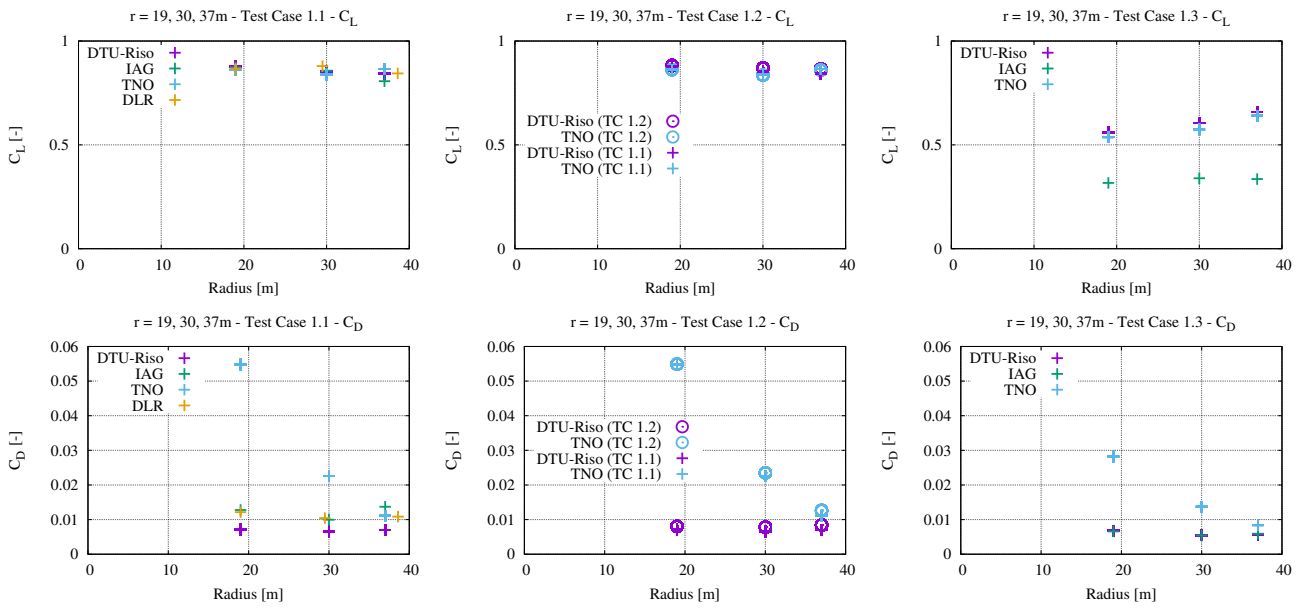 r = 19, 30, 37m - Test Case 1.1 - C_L
1
0.5
0
C_L [-]
DTU-Riso
IAG
TNO
DLR
0 10 20 30 40
Radius [m]
r = 19, 30, 37m - Test Case 1.2 - C_L
1
0.5
0
C_L [-]
DTU-Riso (TC 1.2)
TNO (TC 1.2)
DTU-Riso (TC 1.1)
TNO (TC 1.1)
0 10 20 30 40
Radius [m]
r = 19, 30, 37m - Test Case 1.3 - C_L
1
0.5
0
C_L [-]
DTU-Riso
IAG
TNO
0 10 20 30 40
Radius [m]
r = 19, 30, 37m - Test Case 1.1 - C_D
0.06
0.05
0.04
0.03
0.02
0.01
0
C_D [-]
DTU-Riso
IAG
TNO
DLR
0 10 20 30 40
Radius [m]
r = 19, 30, 37m - Test Case 1.2 - C_D
0.06
0.05
0.04
0.03
0.02
0.01
0
C_D [-]
DTU-Riso (TC 1.2)
TNO (TC 1.2)
DTU-Riso (TC 1.1)
TNO (TC 1.1)
0 10 20 30 40
Radius [m]
r = 19, 30, 37m - Test Case 1.3 - C_D
0.06
0.05
0.04
0.03
0.02
0.01
0
C_D [-]
DTU-Riso
IAG
TNO
0 10 20 30 40
Radius [m]